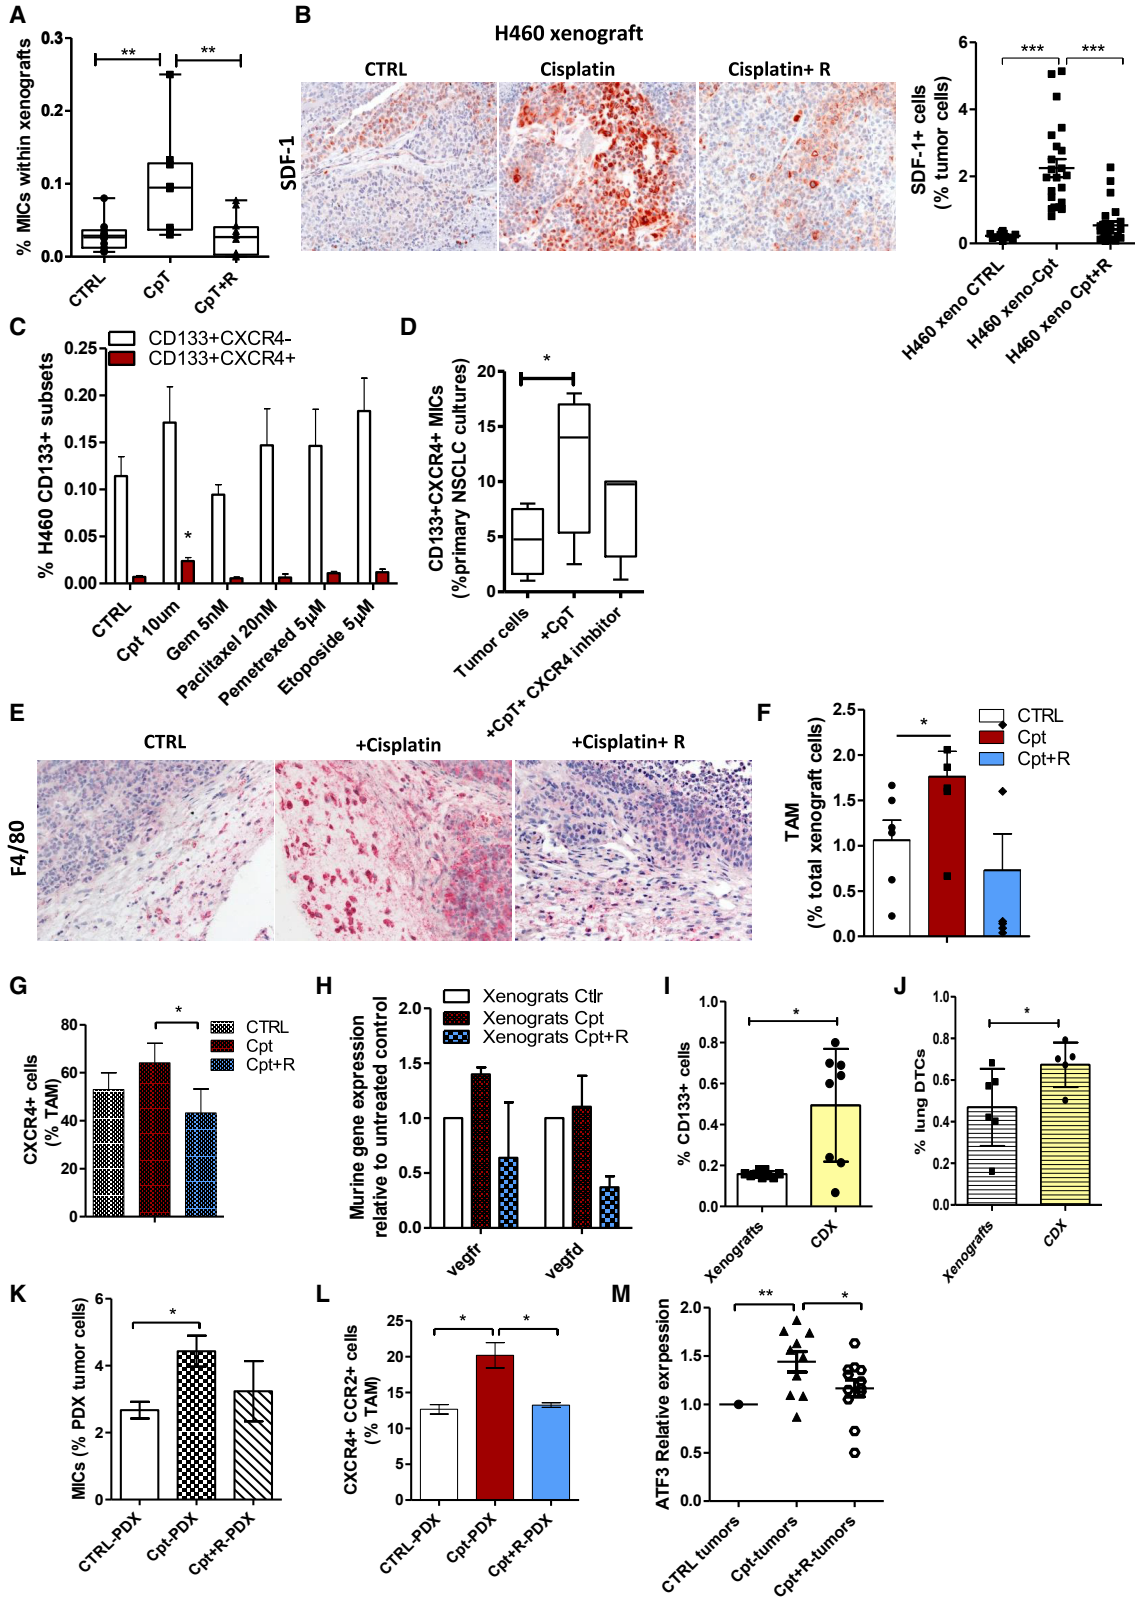 A
% MICs within xenografts
0.3
0.2
0.1
0.0
**
**
CTRL
CpT
CpT+R
B
H460 xenograft
CTRL
Cisplatin
Cisplatin+ R
SDF-1
SDF-1+ cells
(% tumor cells)
6
4
2
0
***
***
H460 xeno CTRL
H460 xeno-Cpt
H460 xeno Cpt+R
C
CD133+CXCR4-
CD133+CXCR4+
% H460 CD133+ subsets
0.25
0.20
0.15
0.10
0.05
0.00
*
CTRL
Cpt 10um
Gem 5nM
Paclitaxel 20nM
Pemetrexed 5µM
Etoposide 5µM
D
CD133+CXCR4+ MICs
(%primary NSCLC cultures)
20
15
10
5
0
*
Tumor cells
+CpT
+CpT+ CXCR4 inhbitor
E
CTRL
+Cisplatin
+Cisplatin+ R
F4/80
F
TAM
(% total xenograft cells)
2.5
2.0
1.5
1.0
0.5
0.0
*
CTRL
Cpt
Cpt+R
G
CXCR4+ cells
(% TAM)
80
60
40
20
0
*
CTRL
Cpt
Cpt+R
H
Xenograts Ctlr
Xenograts Cpt
Xenograts Cpt+R
Murine gene expression
relative to untreated control
2.0
1.5
1.0
0.5
0.0
vegfr
vegfd
I
% CD133+ cells
1.0
0.8
0.6
0.4
0.2
0.0
*
Xenografts
CDX
J
% lung DTCs
1.0
0.8
0.6
0.4
0.2
0.0
*
Xenografts
CDX
K
MICs (% PDX tumor cells)
6
4
2
0
*
CTRL-PDX
Cpt-PDX
Cpt+R-PDX
L
CXCR4+ CCR2+ cells
(% TAM)
25
20
15
10
5
0
*
*
CTRL-PDX
Cpt-PDX
Cpt+R-PDX
M
ATF3 Relative exrpession
2.0
1.5
1.0
0.5
0.0
**
*
CTRL tumors
Cpt-tumors
Cpt+R-tumors